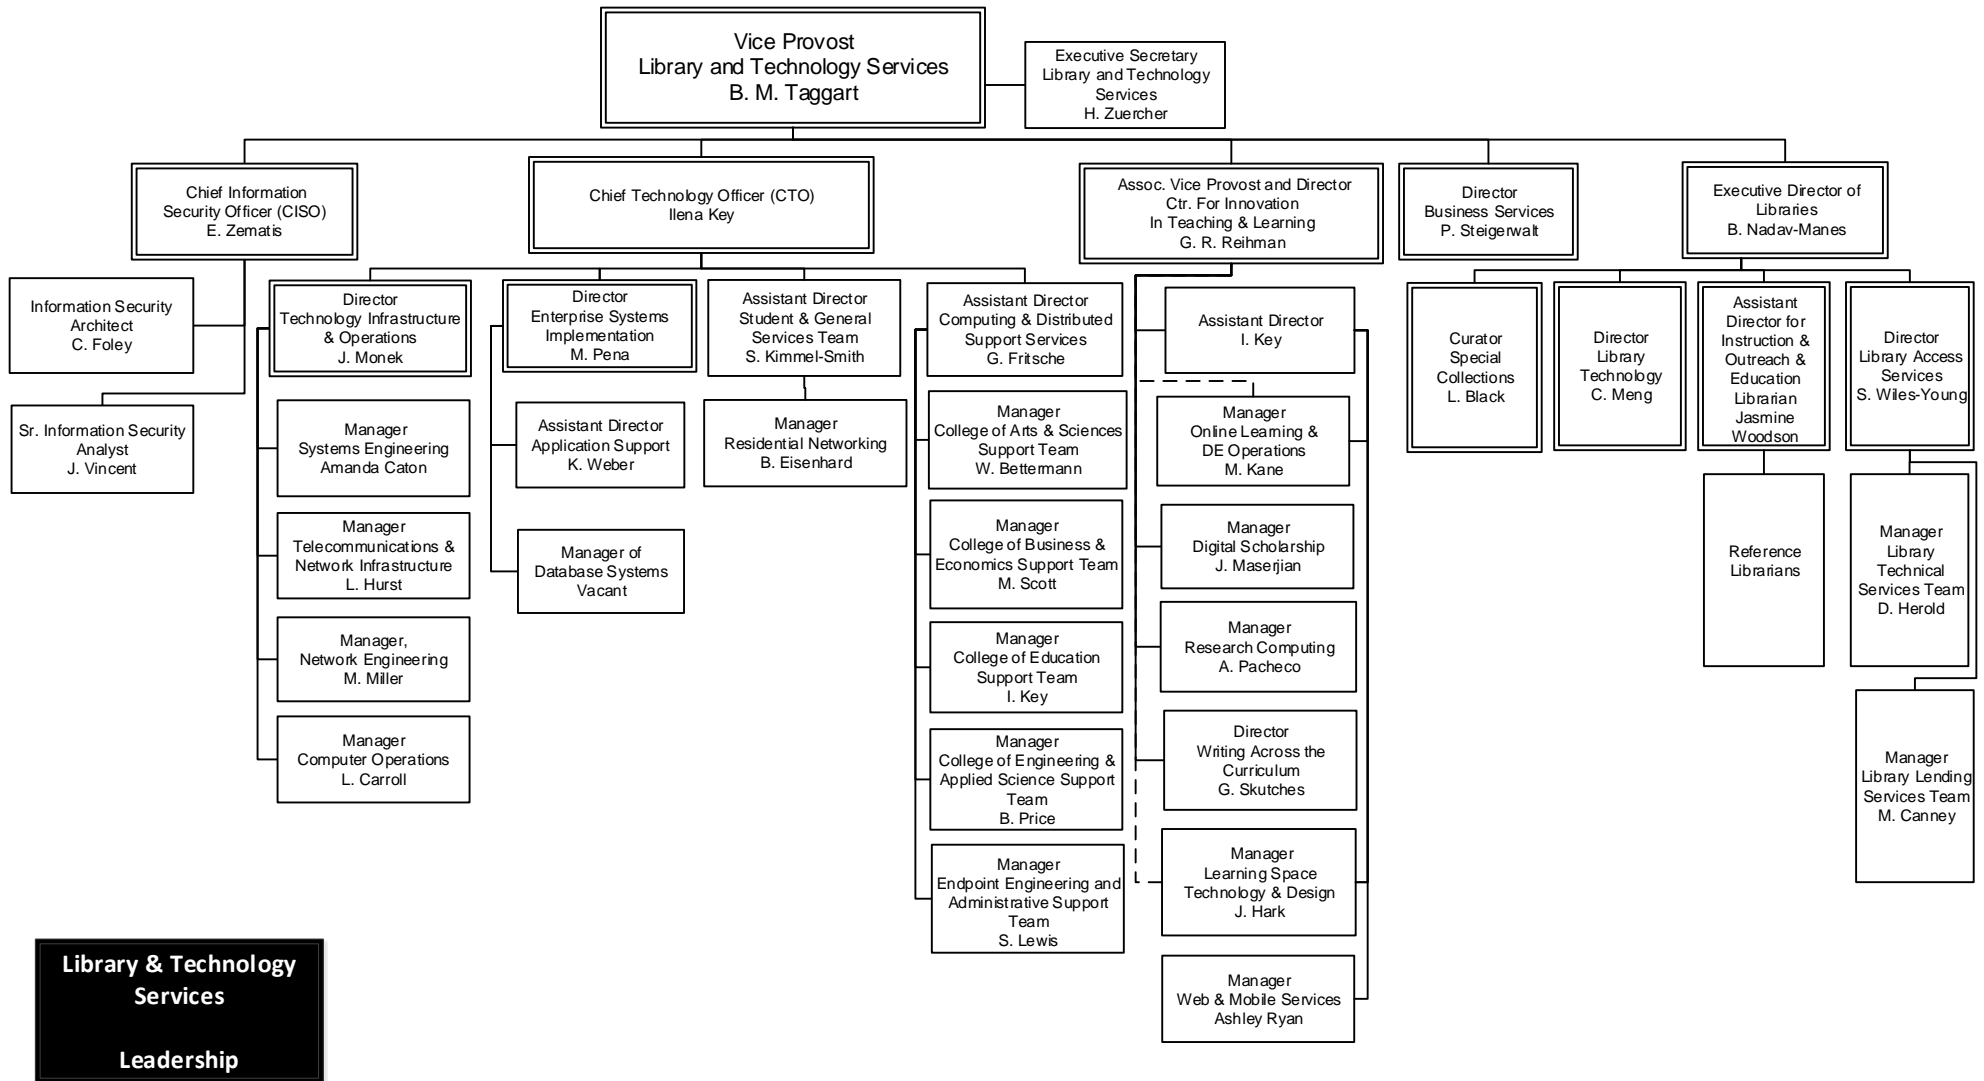 Vice Provost
Library and Technology Services
B. M. Taggart
Executive Secretary
Library and Technology
Services
H. Zuercher
Chief Information
Security Officer (CISO)
E. Zematis
Chief Technology Officer (CTO)
Ilena Key
Assoc. Vice Provost and Director
Ctr. For Innovation
In Teaching & Learning
G. R. Reihman
Director
Business Services
P. Steigerwalt
Executive Director of
Libraries
B. Nadav-Manes
Information Security
Architect
C. Foley
Sr. Information Security
Analyst
J. Vincent
Director
Technology Infrastructure
& Operations
J. Monek
Manager
Systems Engineering
Amanda Caton
Manager
Telecommunications &
Network Infrastructure
L. Hurst
Manager,
Network Engineering
M. Miller
Manager
Computer Operations
L. Carroll
Director
Enterprise Systems
Implementation
M. Pena
Assistant Director
Application Support
K. Weber
Manager of
Database Systems
Vacant
Assistant Director
Student & General
Services Team
S. Kimmel-Smith
Manager
Residential Networking
B. Eisenhard
Assistant Director
Computing & Distributed
Support Services
G. Fritsche
Manager
College of Arts & Sciences
Support Team
W. Bettermann
Manager
College of Business &
Economics Support Team
M. Scott
Manager
College of Education
Support Team
I. Key
Manager
College of Engineering &
Applied Science Support
Team
B. Price
Manager
Endpoint Engineering and
Administrative Support
Team
S. Lewis
Assistant Director
I. Key
Manager
Online Learning &
DE Operations
M. Kane
Manager
Digital Scholarship
J. Maserjian
Manager
Research Computing
A. Pacheco
Director
Writing Across the
Curriculum
G. Skutches
Manager
Learning Space
Technology & Design
J. Hark
Manager
Web & Mobile Services
Ashley Ryan
Curator
Special
Collections
L. Black
Director
Library
Technology
C. Meng
Assistant
Director for
Instruction &
Outreach &
Education
Librarian
Jasmine
Woodson
Reference
Librarians
Director
Library Access
Services
S. Wiles-Young
Manager
Library
Technical
Services Team
D. Herold
Manager
Library Lending
Services Team
M. Canney
Library & Technology
Services
Leadership